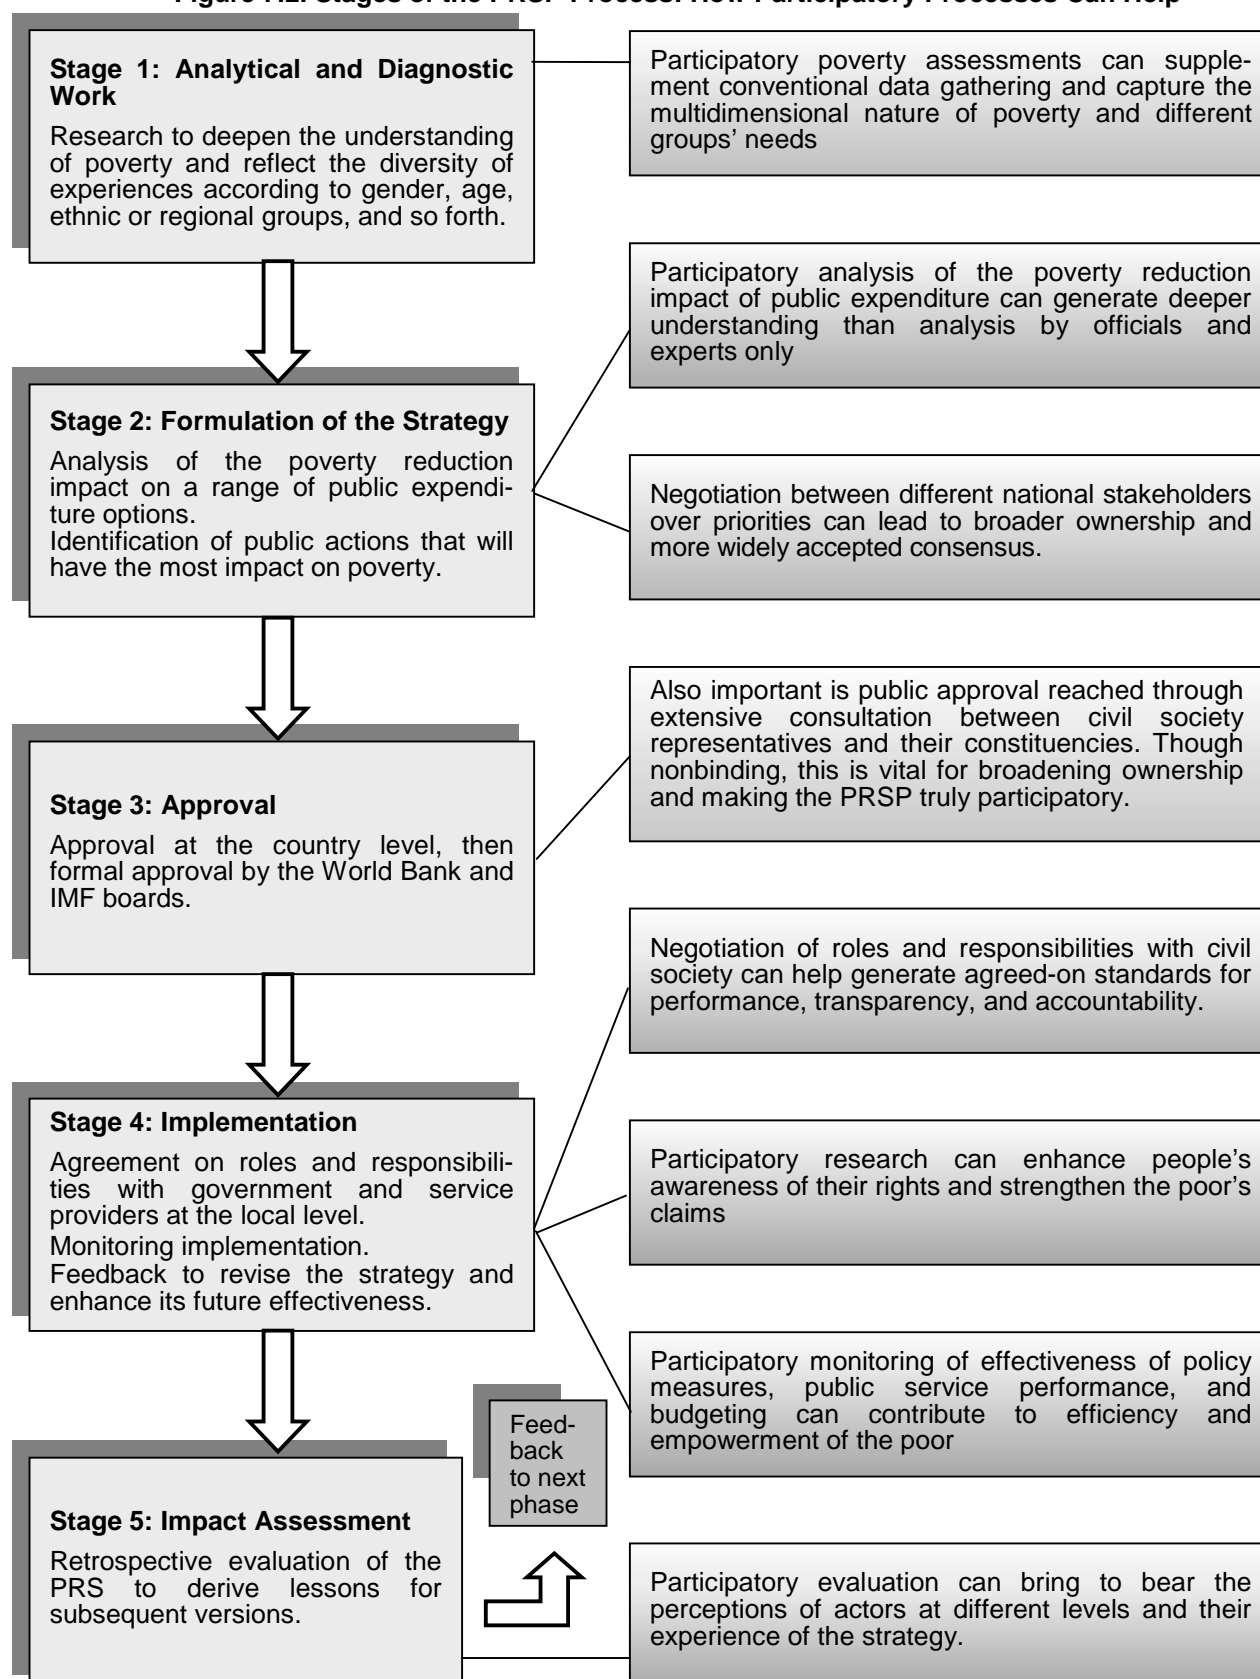 Figure Stages of the PRSP Process: How Participatory Processes Can Help
Stage 1: Analytical and Diagnostic
Work
Research to deepen the understanding
of poverty and reflect the diversity of
experiences according to gender, age,
ethnic or regional groups, and so forth.
Participatory poverty assessments can supple-
ment conventional data gathering and capture the
multidimensional nature of poverty and different
groups’ needs
Stage 2: Formulation of the Strategy
Analysis of the poverty reduction
impact on a range of public expendi-
ture options.
Identification of public actions that will
have the most impact on poverty.
Participatory analysis of the poverty reduction
impact of public expenditure can generate deeper
understanding than analysis by officials and
experts only
Negotiation between different national stakeholders
over priorities can lead to broader ownership and
more widely accepted consensus.
Stage 3: Approval
Approval at the country level, then
formal approval by the World Bank and
IMF boards.
Also important is public approval reached through
extensive consultation between civil society
representatives and their constituencies. Though
nonbinding, this is vital for broadening ownership
and making the PRSP truly participatory.
Stage 4: Implementation
Agreement on roles and responsibili-
ties with government and service
providers at the local level.
Monitoring implementation.
Feedback to revise the strategy and
enhance its future effectiveness.
Negotiation of roles and responsibilities with civil
society can help generate agreed-on standards for
performance, transparency, and accountability.
Participatory research can enhance people’s
awareness of their rights and strengthen the poor’s
claims
Participatory monitoring of effectiveness of policy
measures, public service performance, and
budgeting can contribute to efficiency and
empowerment of the poor
Stage 5: Impact Assessment
Retrospective evaluation of the
PRS to derive lessons for
subsequent versions.
Feed-
back
to next
phase
Participatory evaluation can bring to bear the
perceptions of actors at different levels and their
experience of the strategy.